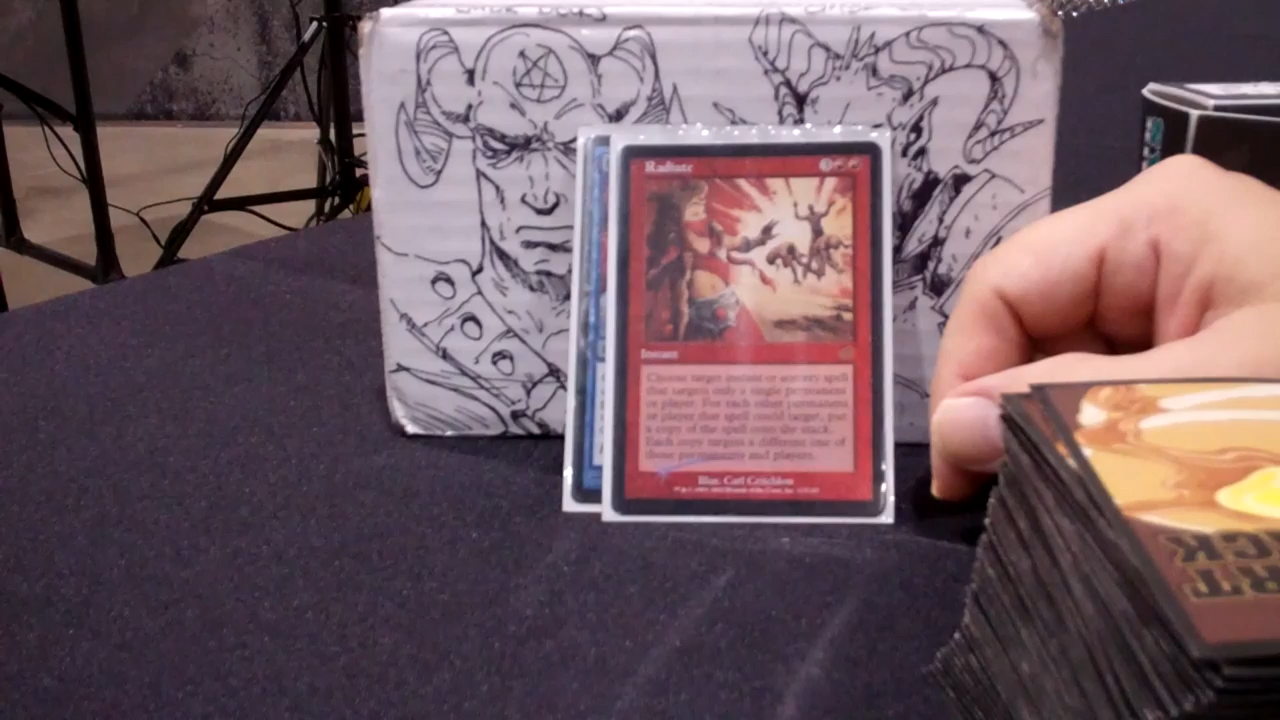 Radiate
3
Instant
Choose target instant or sorcery spell
that targets only a single permanent
or player. For each other permanent
or player that spell could target, put
a copy of the spell onto the stack.
Each copy targets a different one of
those permanents and players.
Illus. Carl Critchlow